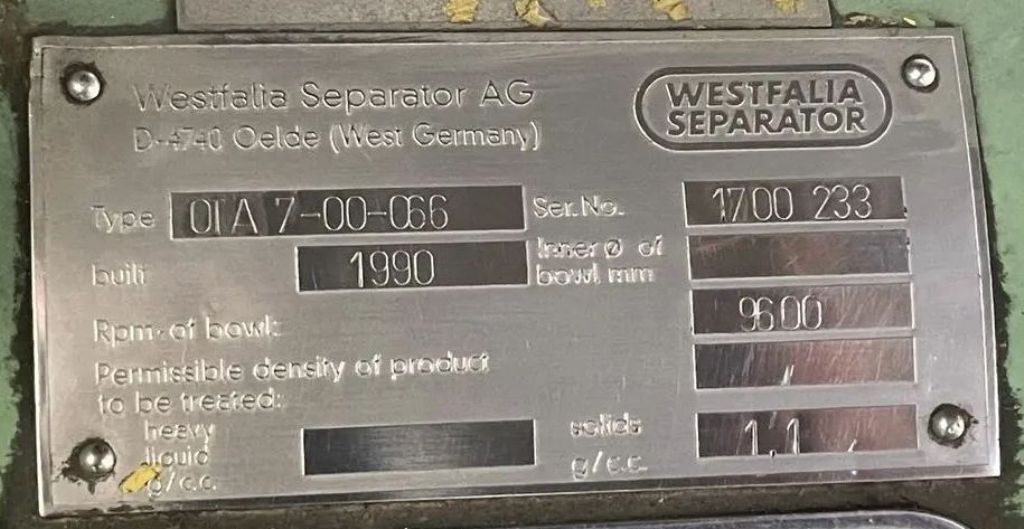 Westfalia Separator AG
D-4740 Oelde (West Germany)
WESTFALIA
SEPARATOR
Type OTA 7-00-066 Ser.No. 1700 233
built 1990 Inner Ø of
bowl mm
Rpm of bowl: 9600
Permissible density of product
to be treated:
heavy
liquid
g/c.c.
solids
g/c.c. 1,1